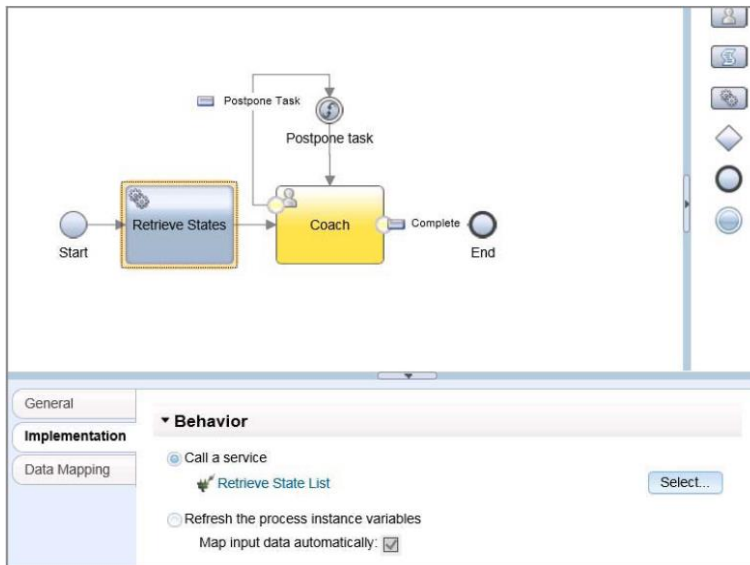 Postpone Task
Postpone task
Retrieve States
Coach
Complete
Start
End
General
Implementation
Data Mapping
Behavior
Call a service
Retrieve State List
Select...
Refresh the process instance variables
Map input data automatically: